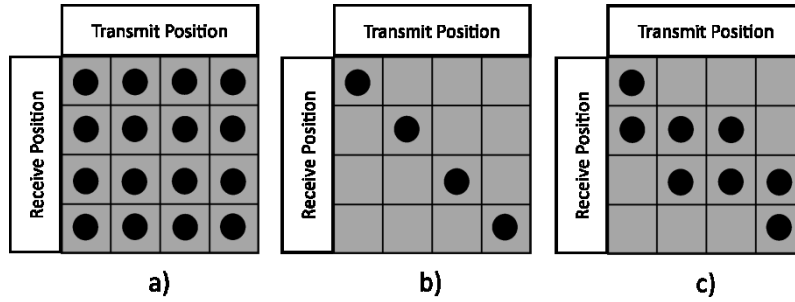 Transmit Position
Transmit Position
Transmit Position
Receive Position
Receive Position
Receive Position
a)
b)
c)